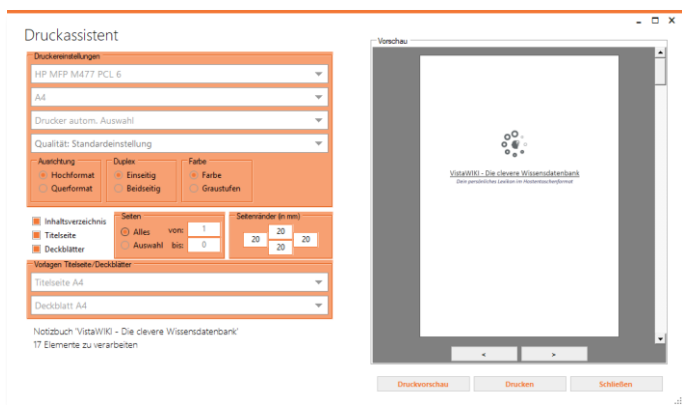 Druckassistent
Druckereinstellungen
HP MFP M477 PCL 6
A4
Drucker autom. Auswahl
Qualität: Standardeinstellung
Ausrichtung
Hochformat
Querformat
Duplex
Einseitig
Beidseitig
Farbe
Farbe
Graustufen
Inhaltsverzeichnis
Titelseite
Deckblätter
Seiten
Alles von: 1
Auswahl bis: 0
Seitenränder (in mm)
20
20 20
20
Vorlagen Titelseite/Deckblätter
Titelseite A4
Deckblatt A4
Notizbuch 'VistaWIKI - Die clevere Wissensdatenbank'
17 Elemente zu verarbeiten
Vorschau
VistaWIKI - Die clevere Wissensdatenbank
Dein persönliches Lexikon im Hostentaschenformat
< >
Druckvorschau Drucken Schließen